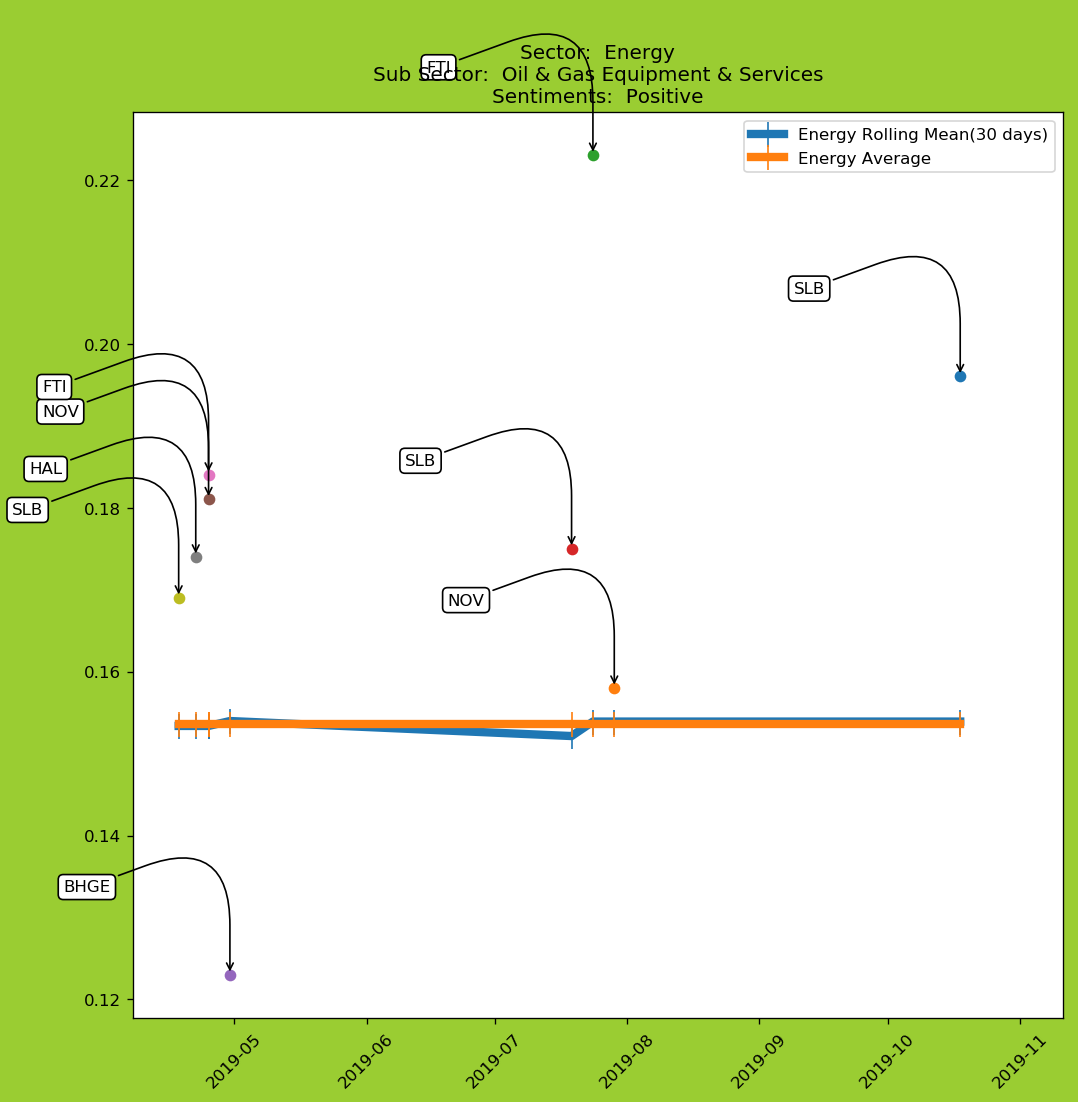 Sector:  Energy
FTI
Sub Sector:  Oil & Gas Equipment & Services
Sentiments:  Positive
Energy Rolling Mean(30 days)
Energy Average
0.22
SLB
0.20
FTI
NOV
SLB
HAL
SLB
0.18
NOV
0.16
0.14
BHGE
0.12
2019-05
2019-06
2019-07
2019-08
2019-09
2019-10
2019-11